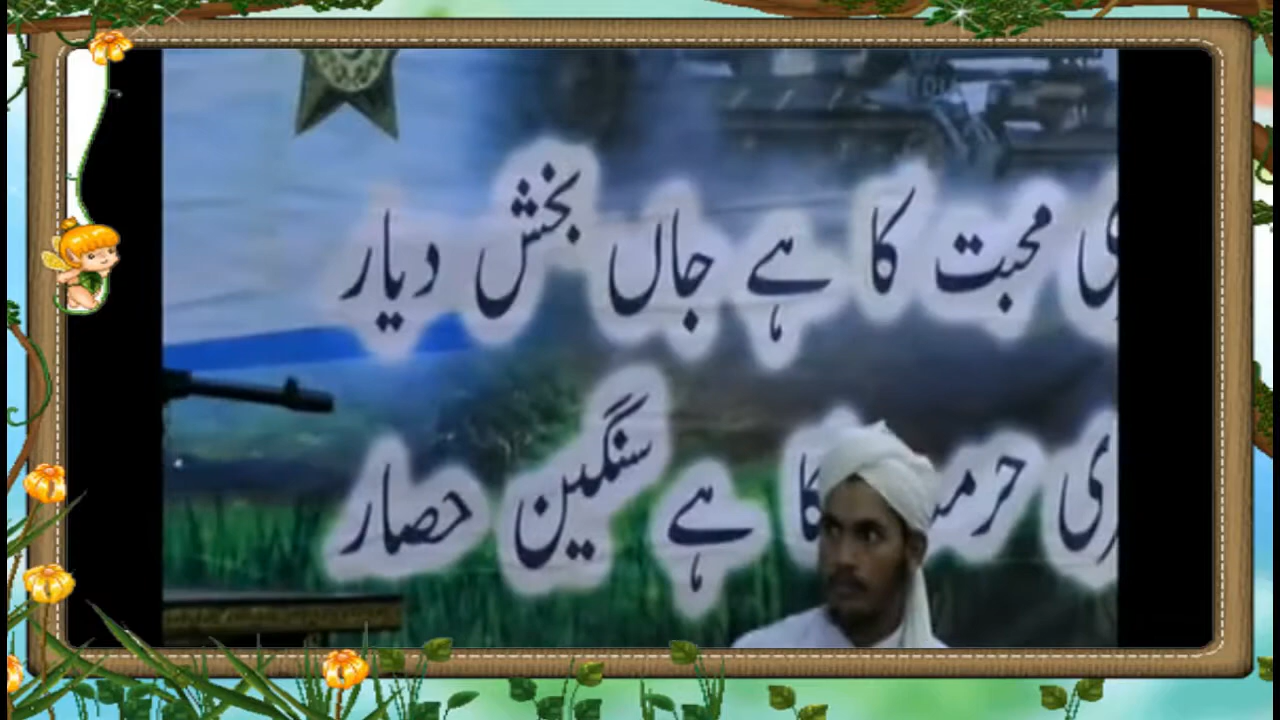 محبت کا ہے جاں بخش دیار
کا ہے سنگین حصار